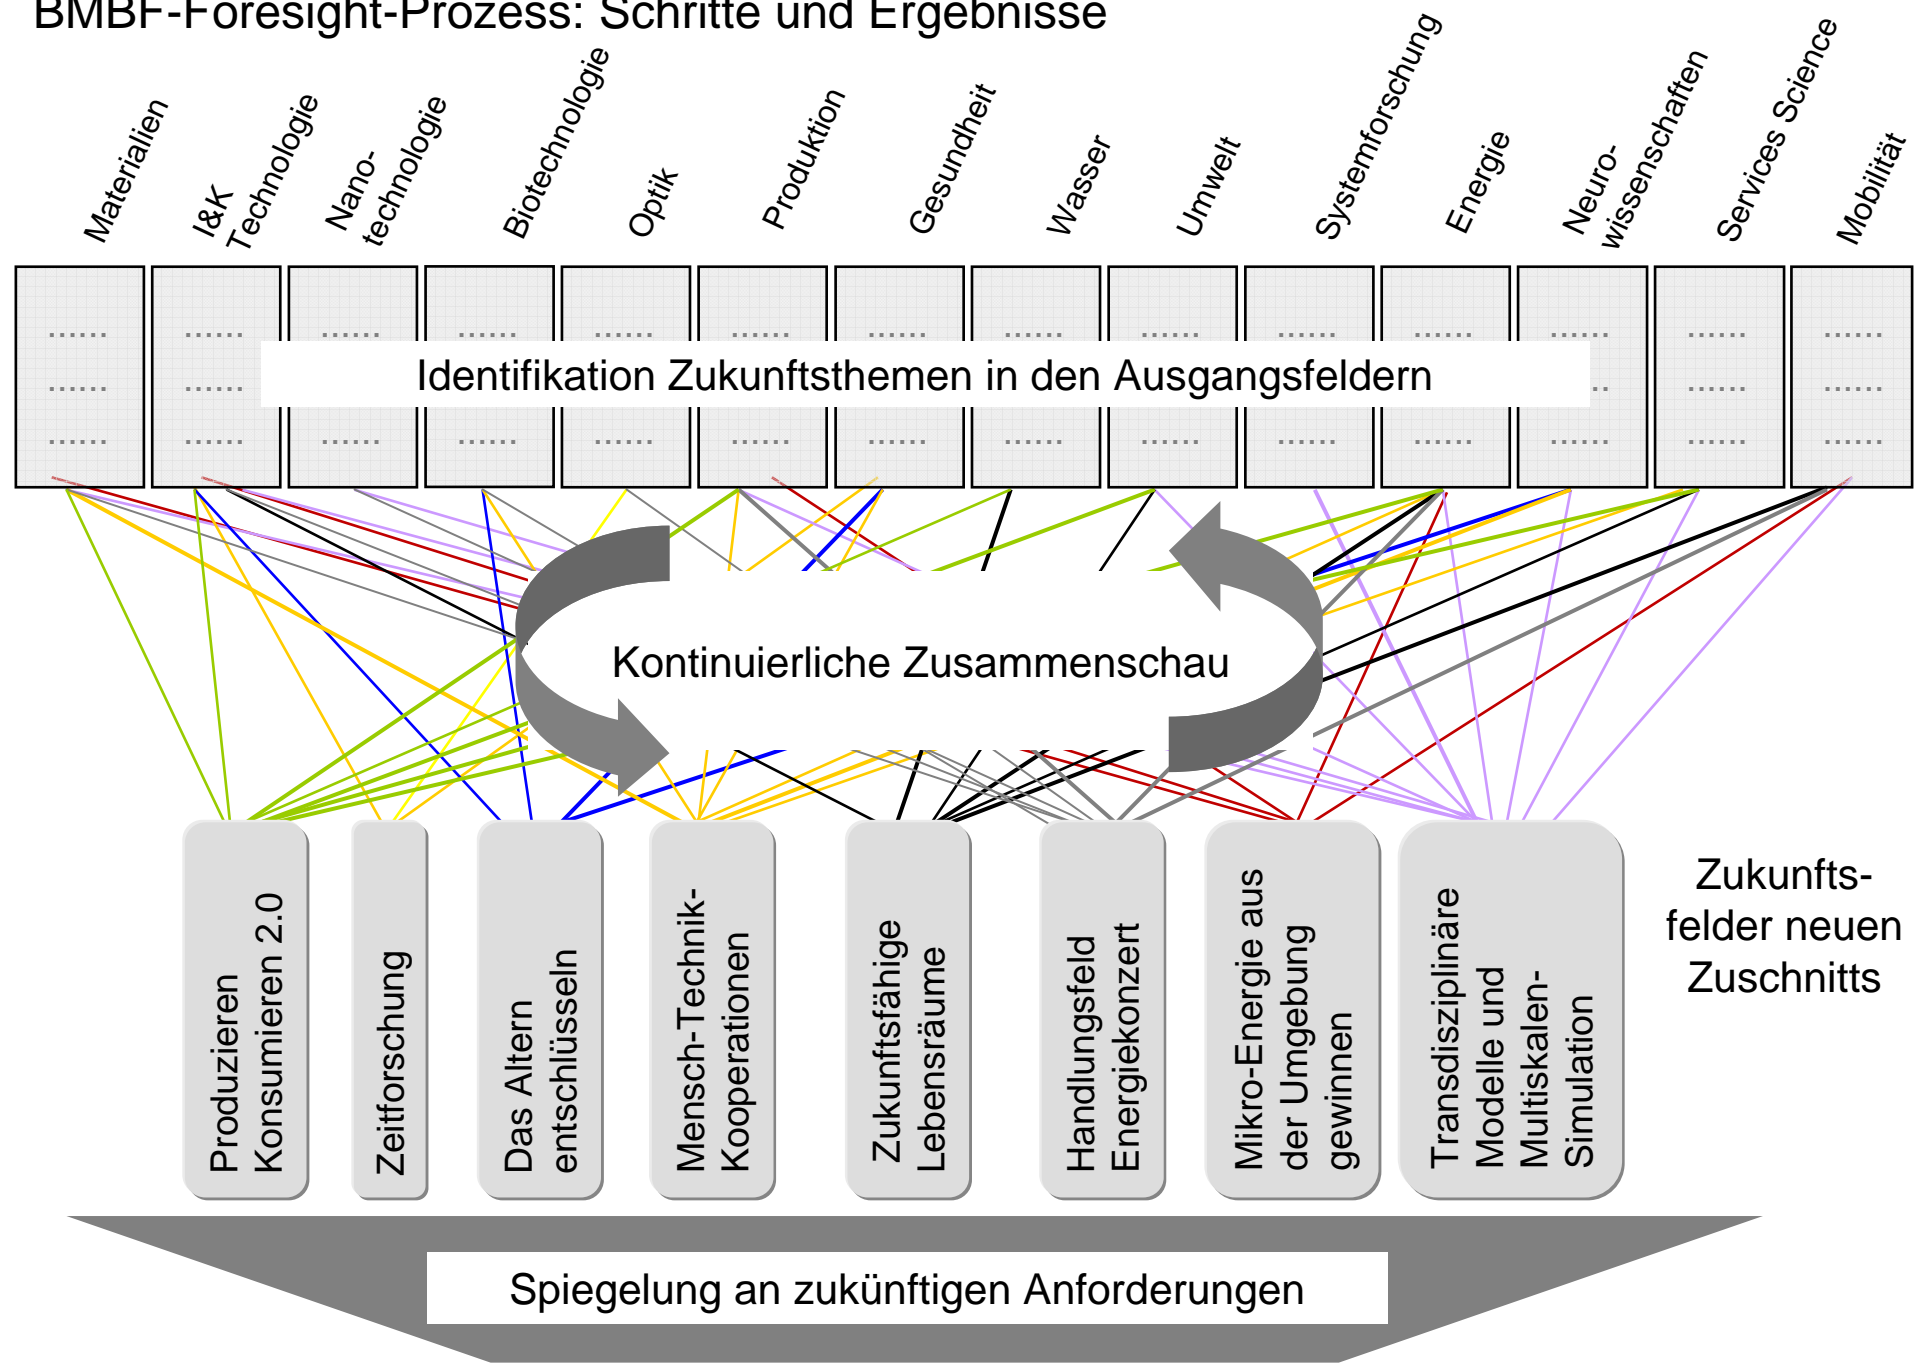 BMBF-Foresight-Prozess: Schritte und Ergebnisse
Materialien
I&K
Technologie
Nano-
technologie
Biotechnologie
Optik
Produktion
Gesundheit
Wasser
Umwelt
Systemforschung
Energie
Neuro-
wissenschaften
Services Science
Mobilität
Identifikation Zukunftsthemen in den Ausgangsfeldern
Kontinuierliche Zusammenschau
Produzieren
Konsumieren 2.0
Zeitforschung
Das Altern
entschlüsseln
Mensch-Technik-
Kooperationen
Zukunftsfähige
Lebensräume
Handlungsfeld
Energiekonzert
Mikro-Energie aus
der Umgebung
gewinnen
Transdisziplinäre
Modelle und
Multiskalen-
Simulation
Zukunfts-
felder neuen
Zuschnitts
Spiegelung an zukünftigen Anforderungen